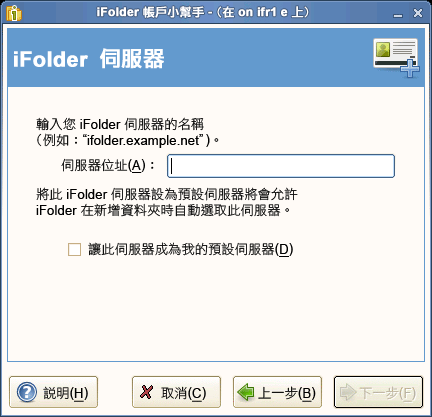 iFolder 帳戶小幫手 - (在 on ifr1 e 上)
iFolder 伺服器
輸入您 iFolder 伺服器的名稱
(例如：“ifolder.example.net”)。
伺服器位址(A)：
將此 iFolder 伺服器設為預設伺服器將會允許
iFolder 在新增資料夾時自動選取此伺服器。
讓此伺服器成為我的預設伺服器(D)
説明(H)
取消(C)
上一步(B)
下一步(F)